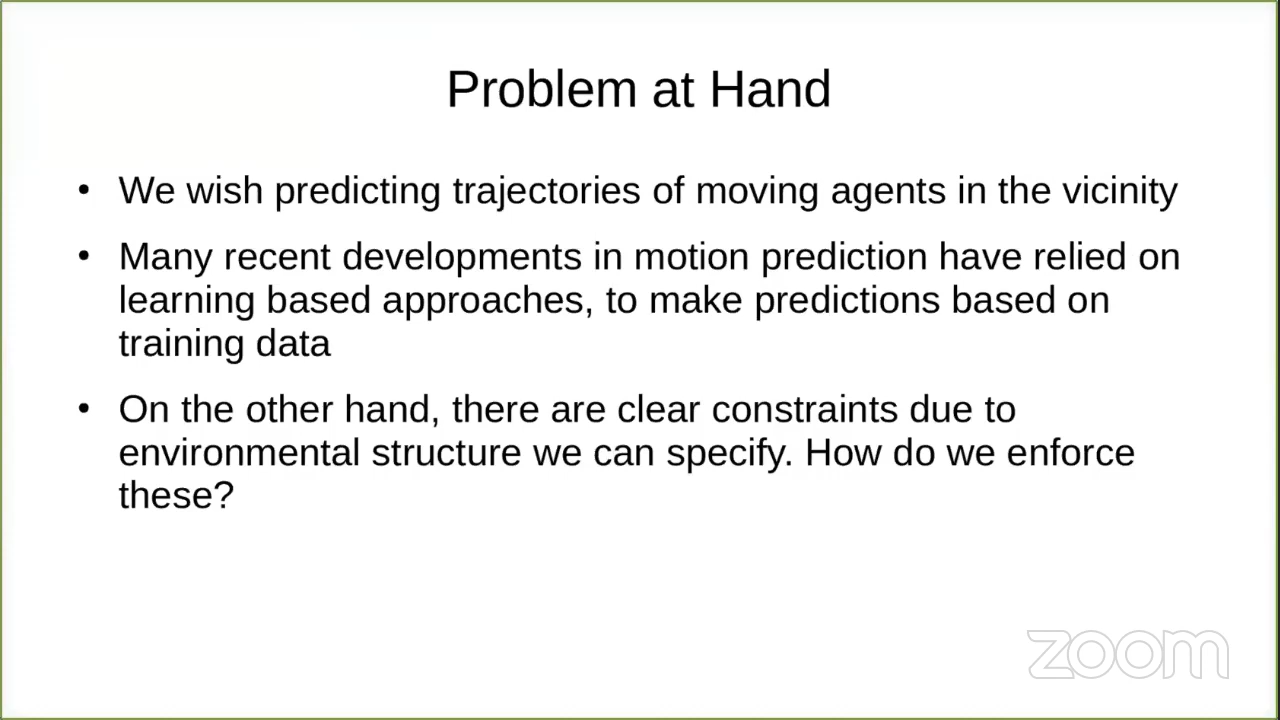 Problem at Hand
• We wish predicting trajectories of moving agents in the vicinity
• Many recent developments in motion prediction have relied on
learning based approaches, to make predictions based on
training data
• On the other hand, there are clear constraints due to
environmental structure we can specify. How do we enforce
these?
zoom